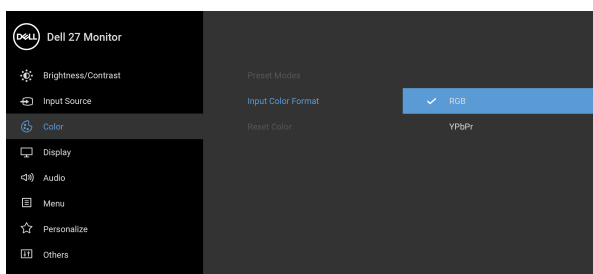 DELL Dell 27 Monitor
Brightness/Contrast Preset Modes
Input Source Input Color Format RGB
Color Reset Color YPbPr
Display
Audio
Menu
Personalize
Others